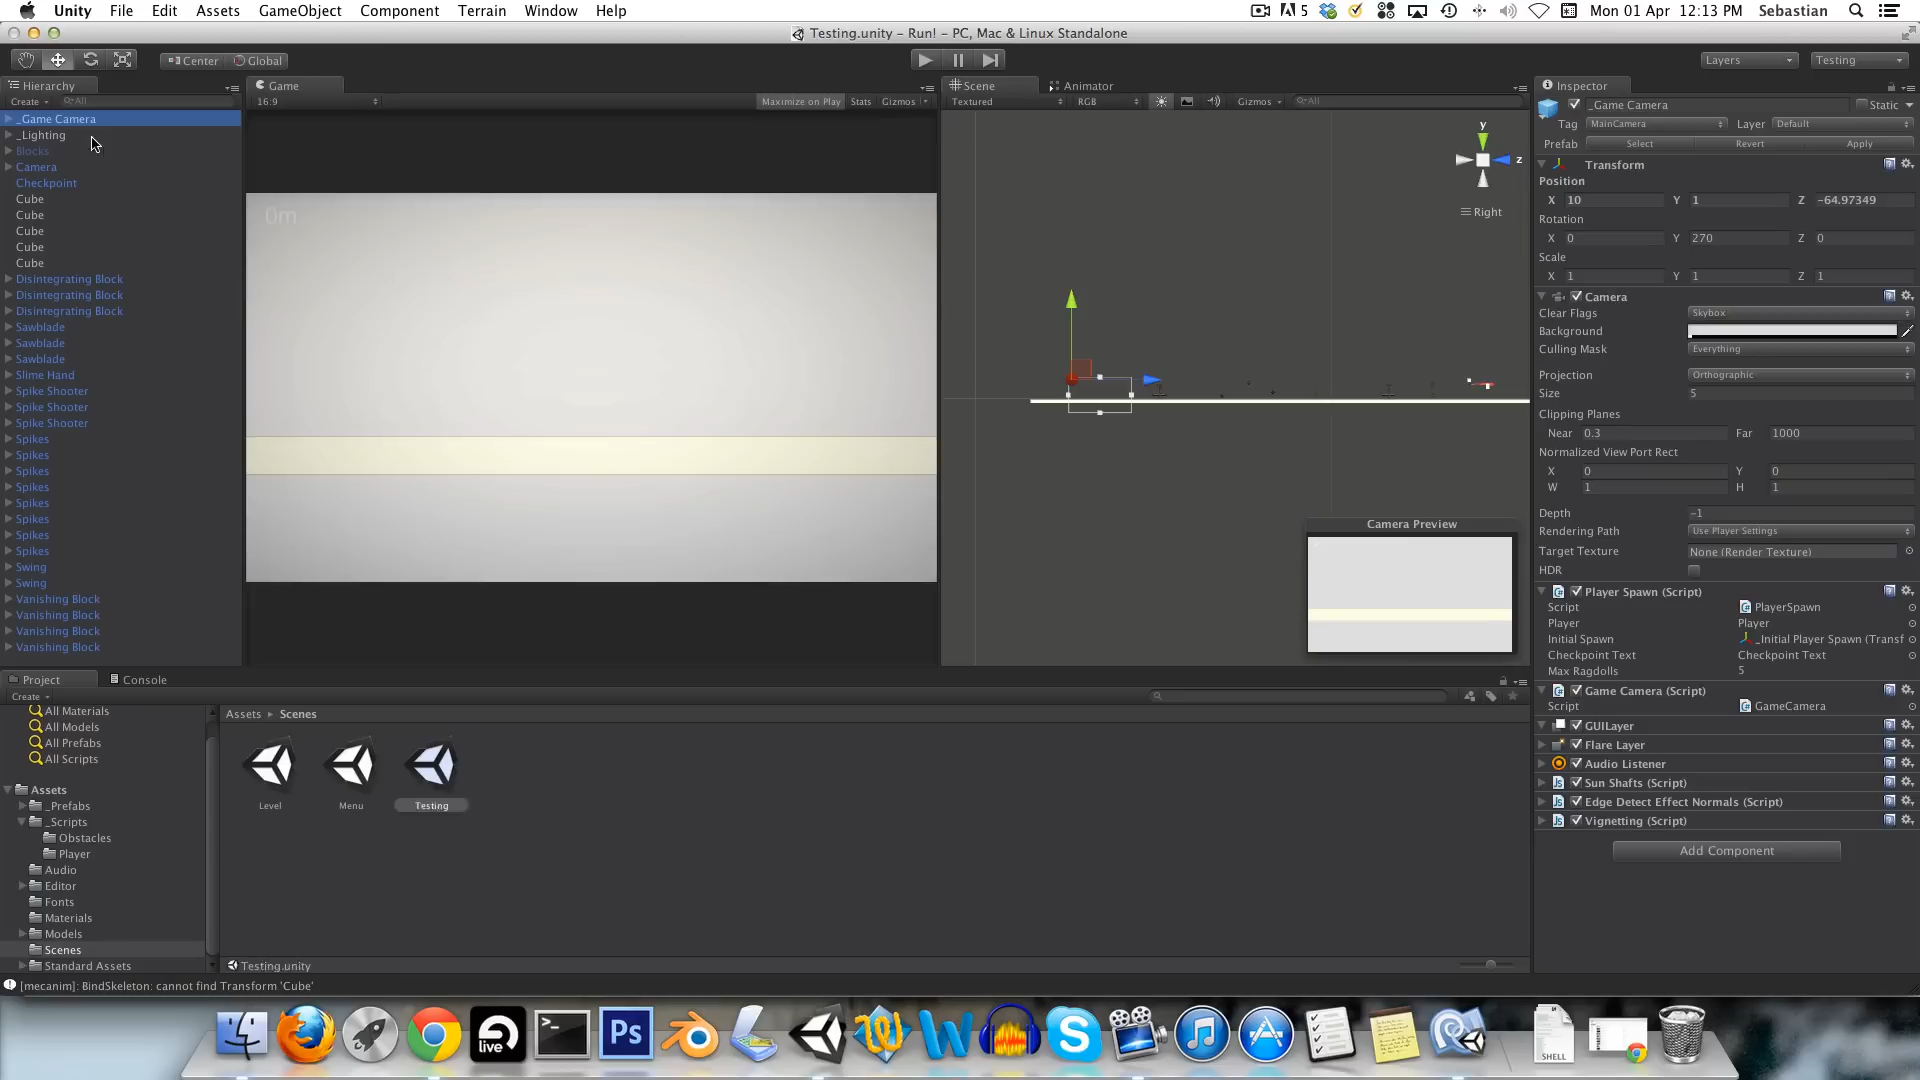 Unity File Edit Assets GameObject Component Terrain Window Help
5 Mon 01 Apr 12:13 PM Sebastian
Testing.unity – Run! – PC, Mac & Linux Standalone
Center Global
Layers Testing
Hierarchy
Create All
_Game Camera
_Lighting
Blocks
Camera
Checkpoint
Cube
Cube
Cube
Cube
Cube
Disintegrating Block
Disintegrating Block
Disintegrating Block
Sawblade
Sawblade
Sawblade
Slime Hand
Spike Shooter
Spike Shooter
Spike Shooter
Spikes
Spikes
Spikes
Spikes
Spikes
Spikes
Spikes
Spikes
Swing
Swing
Vanishing Block
Vanishing Block
Vanishing Block
Vanishing Block
Game
16:9 Maximize on Play Stats Gizmos
0m
Scene Animator
Textured RGB Gizmos All
y
z
Right
Camera Preview
Inspector
_Game Camera Static
Tag MainCamera Layer Default
Prefab Select Revert Apply
Transform
Position
X 10 Y 1 Z -64.97349
Rotation
X 0 Y 270 Z 0
Scale
X 1 Y 1 Z 1
Camera
Clear Flags Skybox
Background
Culling Mask Everything
Projection Orthographic
Size 5
Clipping Planes
Near 0.3 Far 1000
Normalized View Port Rect
X 0 Y 0
W 1 H 1
Depth -1
Rendering Path Use Player Settings
Target Texture None (Render Texture)
HDR
Player Spawn (Script)
Script PlayerSpawn
Player Player
Initial Spawn _Initial Player Spawn (Transf
Checkpoint Text Checkpoint Text
Max Ragdolls 5
Game Camera (Script)
Script GameCamera
GUILayer
Flare Layer
Audio Listener
Sun Shafts (Script)
Edge Detect Effect Normals (Script)
Vignetting (Script)
Add Component
Project Console
Create
All Materials
All Models
All Prefabs
All Scripts
Assets
_Prefabs
_Scripts
Obstacles
Player
Audio
Editor
Fonts
Materials
Models
Scenes
Standard Assets
Assets Scenes
Level Menu Testing
Testing.unity
[mecanim]: BindSkeleton: cannot find Transform 'Cube'
live
Ps
W
SHELL